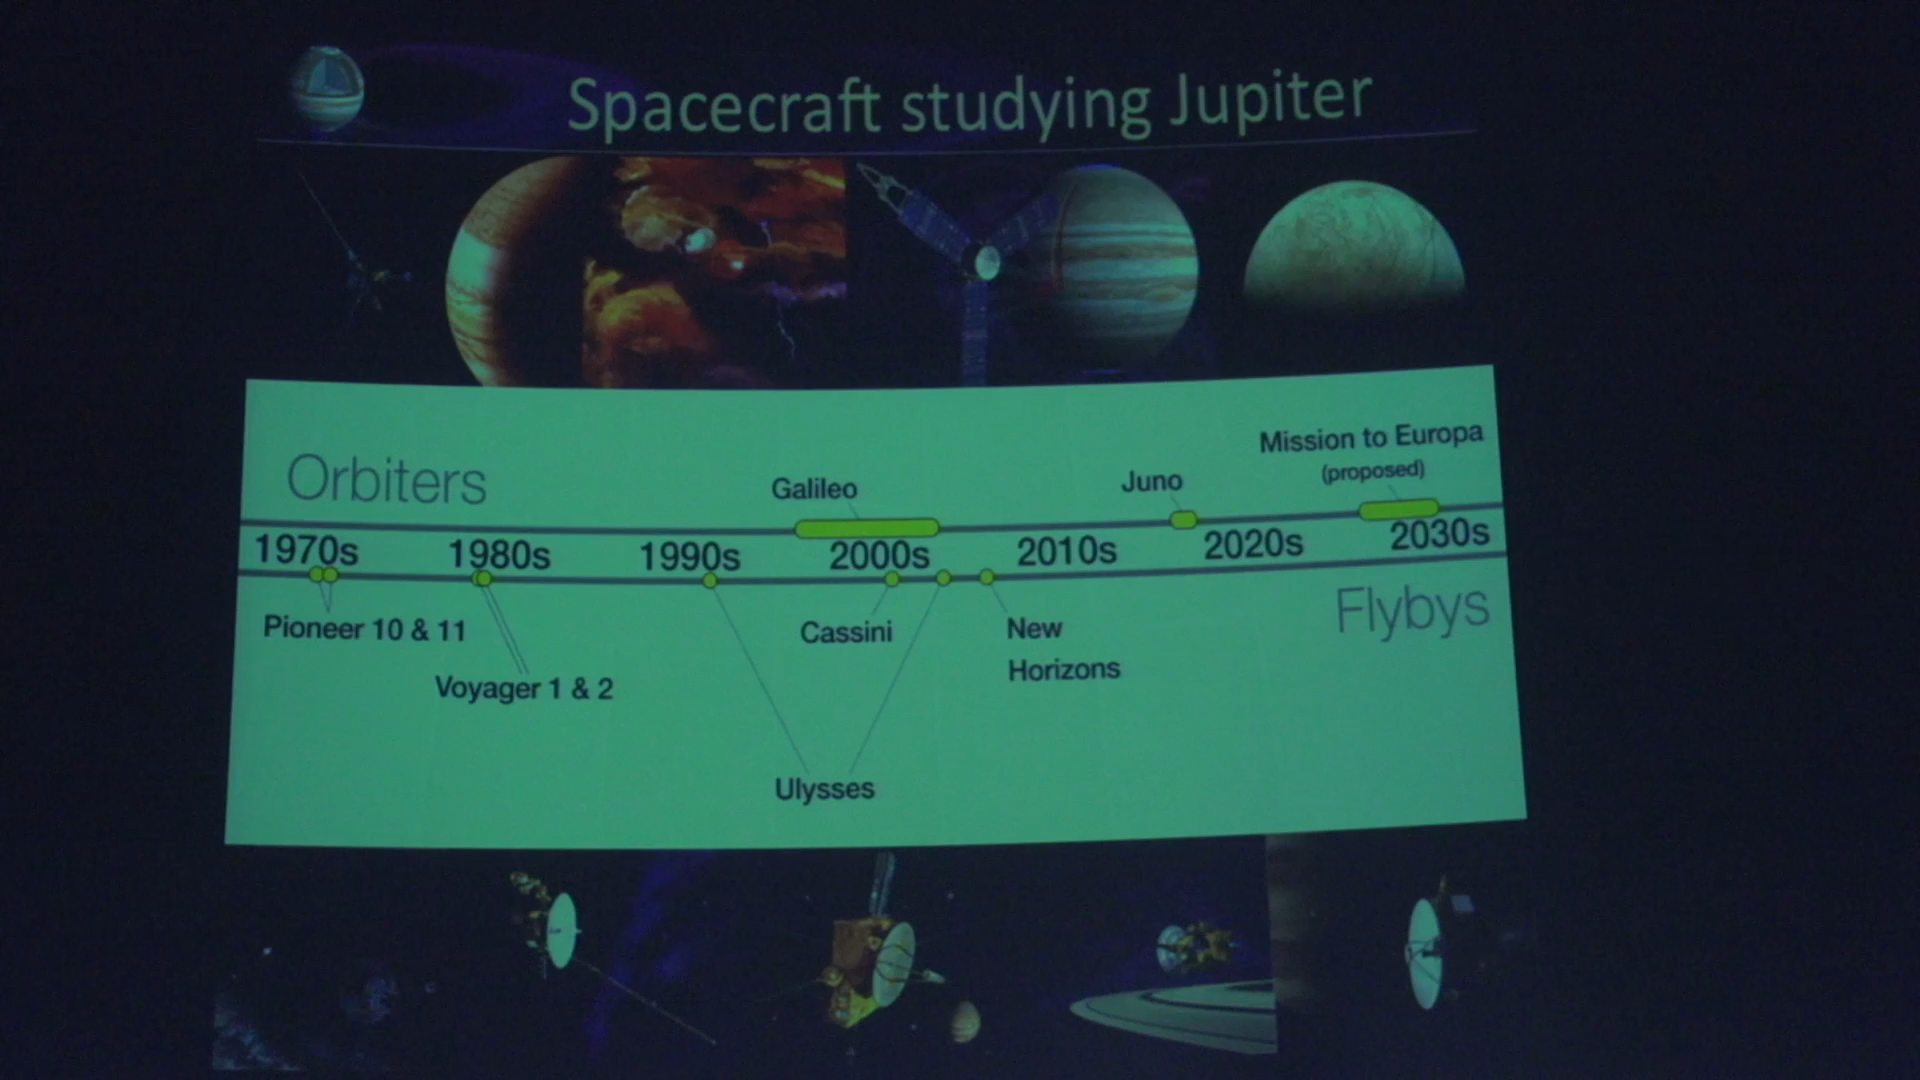 Spacecraft studying Jupiter
Mission to Europa
(proposed)
Orbiters
Galileo
Juno
1970s 1980s 1990s 2000s 2010s 2020s 2030s
Pioneer 10 & 11
Cassini
New
Horizons
Flybys
Voyager 1 & 2
Ulysses